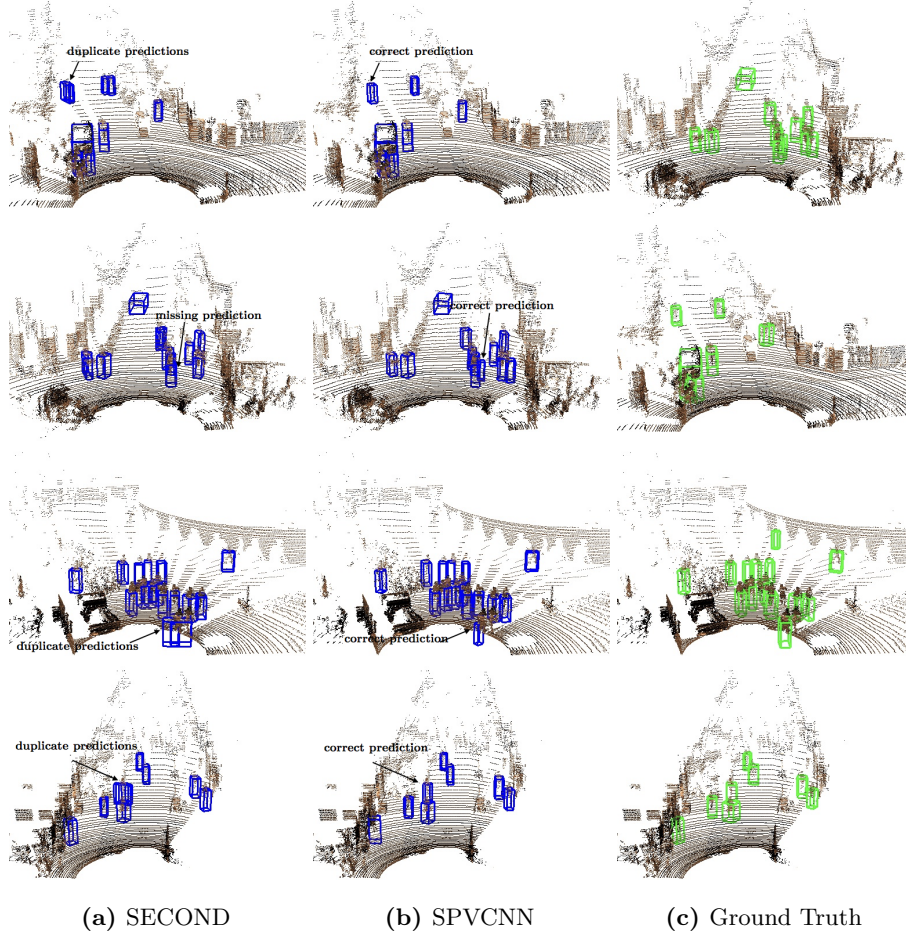 duplicate predictions
correct prediction
missing prediction
correct prediction
duplicate predictions
correct prediction
duplicate predictions
correct prediction
(a) SECOND
(b) SPVCNN
(c) Ground Truth